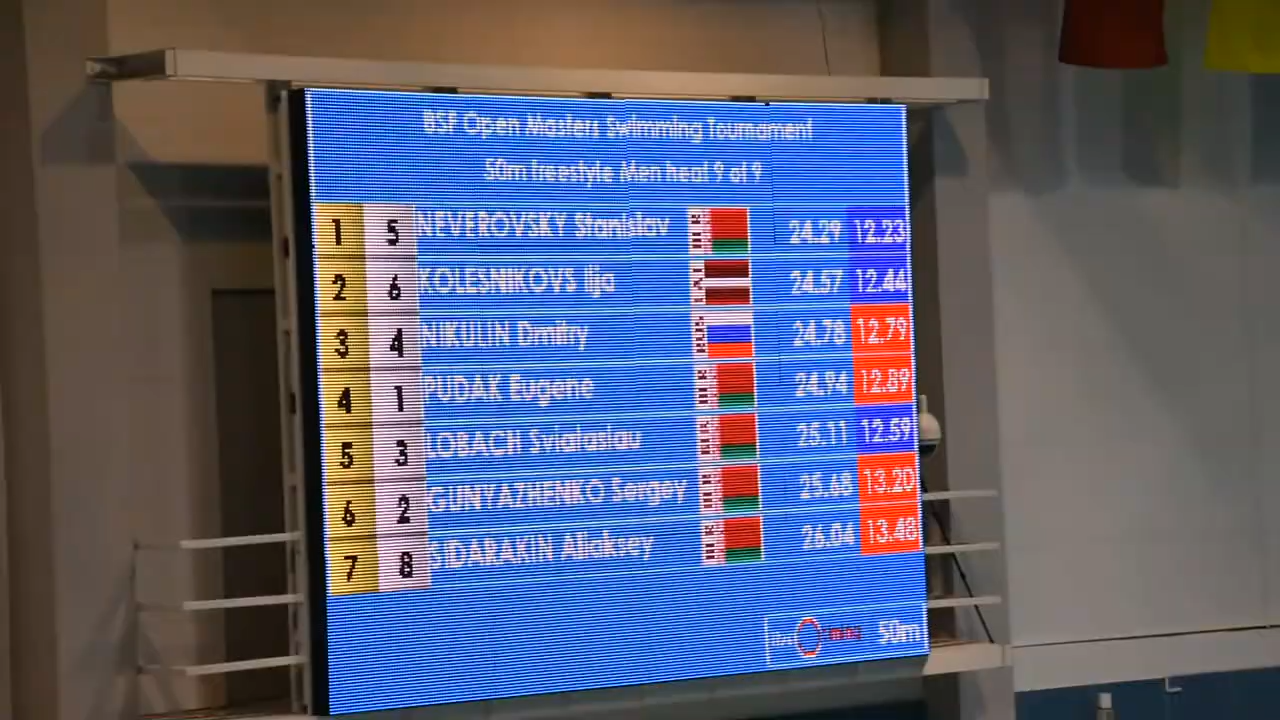 BSF Open Masters Swimming Tournament
50m freestyle Men heat 9 of 9
1 5 NEVEROVSKY Stanislav 24.29 12.23
2 6 KOLESNIKOVS Ilja 24.57 12.44
3 4 NIKULIN Dmitry 24.78 12.79
4 1 PUDAK Eugene 24.94 12.89
5 3 LOBACH Sviataslau 25.11 12.59
6 2 GUNYAZHENKO Sergey 25.68 13.20
7 8 SIDARAKIN Aliaksey 26.04 13.48
50m